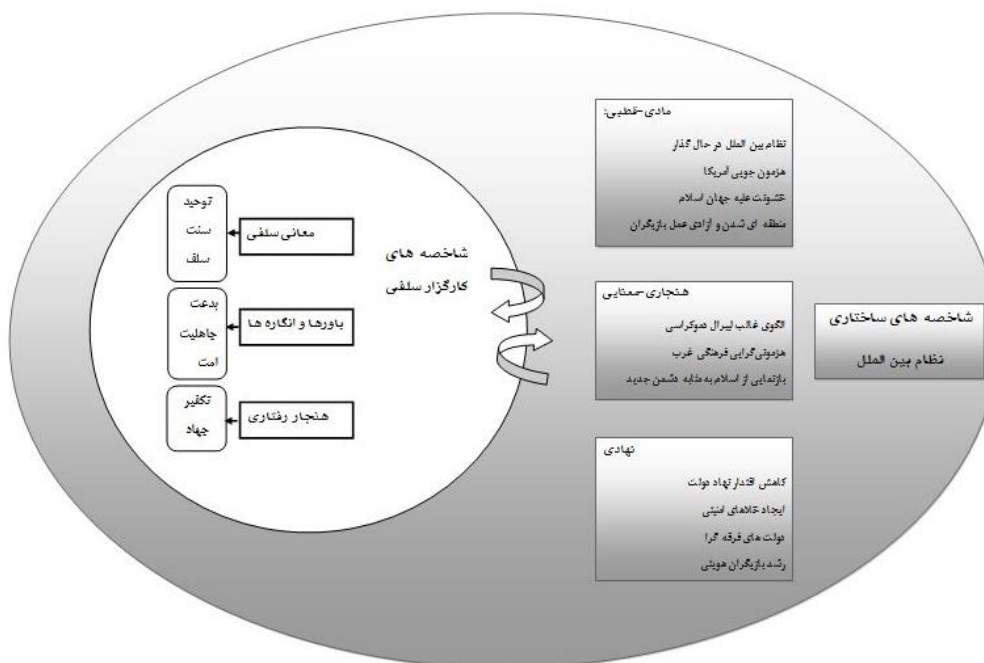 شاخصه های ساختاری
نظام بین الملل
مادی-قطبی:
نظام بین الملل در حال گذار
هژمون جویی آمریکا
خشونت علیه جهان اسلام
منطقه ای شدن و آزادی عمل بازیگران
هنجاری-معنایی
الگوی غالب لیبرال دموکراسی
هژمونی گرایی فرهنگی غرب
بازنمایی از اسلام به مثابه دشمن جدید
نهادی
کاهش اقتدار نهاد دولت
ایجاد خلاهای امنیتی
دولت های فرقه گرا
رشد بازیگران هویتی
شاخصه های
کارگزار سلفی
معانی سلفی
توحید
سنت
سلف
باورها و انگاره ها
بدعت
جاهلیت
امت
هنجار رفتاری
تکفیر
جهاد